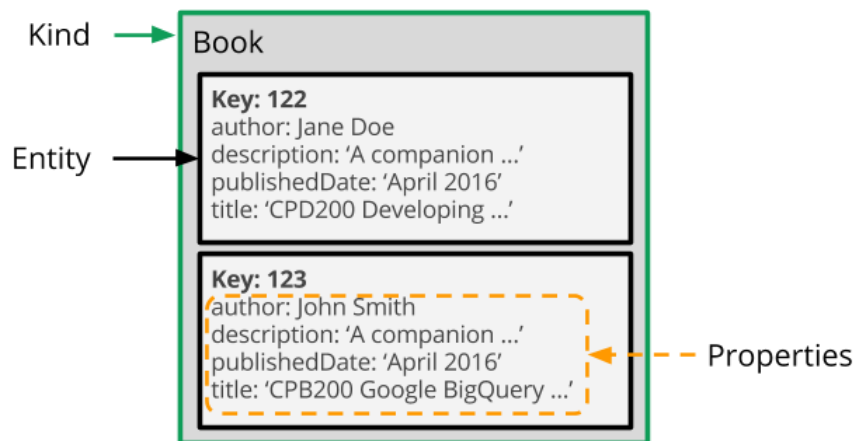 Kind
Book
Key: 122
author: Jane Doe
Entity
description: ‘A companion ...’
publishedDate: ‘April 2016’
title: ‘CPD200 Developing ...’
Key: 123
author: John Smith
description: ‘A companion ...’
publishedDate: ‘April 2016’
Properties
title: ‘CPB200 Google BigQuery ...’